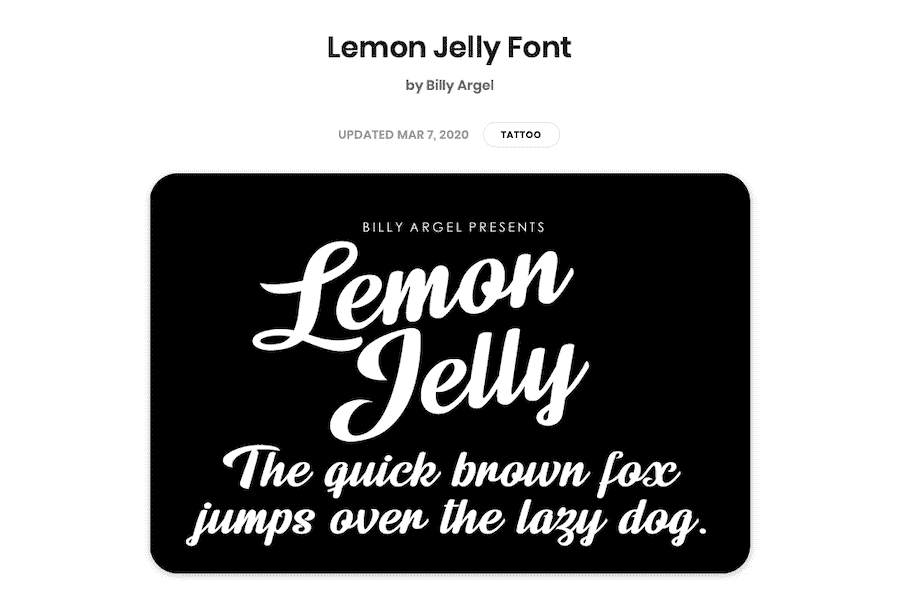 Lemon Jelly Font
by Billy Argel
UPDATED MAR 7, 2020 TATTOO
BILLY ARGEL PRESENTS
Lemon
Jelly
The quick brown fox
jumps over the lazy dog.